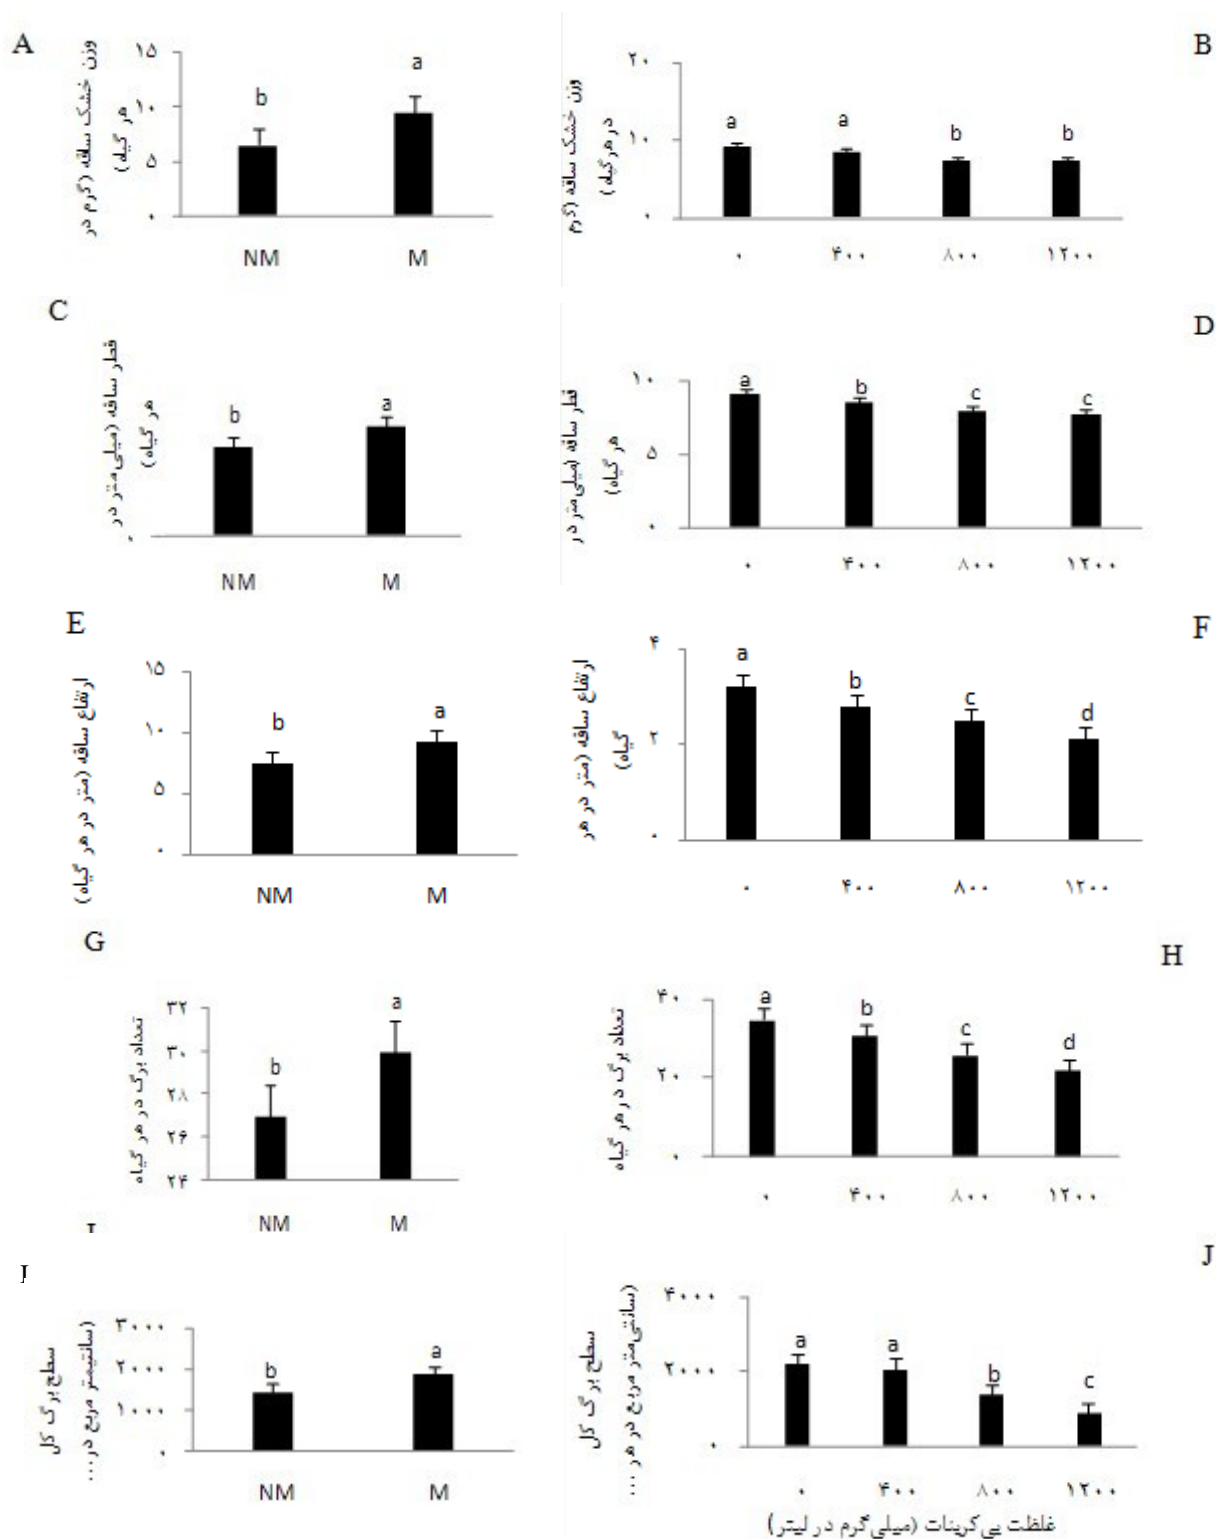 A
B
وزن خشک ساقه (گرم در
هر گیاه)
۱۵
۱۰
۵
۰
b
a
NM
M
وزن خشک ساقه (گرم
در هر گیاه)
۲۰
۱۰
۰
a
a
b
b
۰
۴۰۰
۸۰۰
۱۲۰۰
C
D
قطر ساقه (میلی‌متر در
هر گیاه)
۰
b
a
NM
M
قطر ساقه (میلی‌متر در
هر گیاه)
۱۰
۵
۰
a
b
c
c
۰
۴۰۰
۸۰۰
۱۲۰۰
E
F
ارتفاع ساقه (متر در هر گیاه)
۱۵
۱۰
۵
۰
b
a
NM
M
ارتفاع ساقه (متر در هر
گیاه)
۴
۲
۰
a
b
c
d
۰
۴۰۰
۸۰۰
۱۲۰۰
G
H
تعداد برگ در هر گیاه
۳۲
۳۰
۲۸
۲۶
۲۴
b
a
NM
M
تعداد برگ در هر گیاه
۴۰
۲۰
۰
a
b
c
d
۰
۴۰۰
۸۰۰
۱۲۰۰
J
سطح برگ کل
(سانتیمتر مربع در...
۳۰۰۰
۲۰۰۰
۱۰۰۰
۰
b
a
NM
M
سطح برگ کل
(سانتی‌متر مربع در هر ...
۴۰۰۰
۲۰۰۰
۰
a
a
b
c
۰
۴۰۰
۸۰۰
۱۲۰۰
غلظت بی‌کربنات (میلی‌گرم در لیتر)